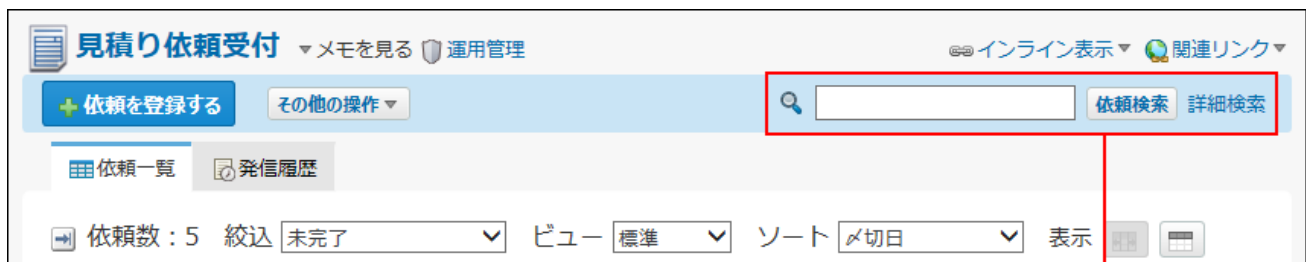 見積り依頼受付 ▼メモを見る 運用管理 インライン表示▼ 関連リンク▼
依頼を登録する その他の操作▼ 依頼検索 詳細検索
依頼一覧 発信履歴
依頼数：5 絞込 未完了 ビュー 標準 ソート 〆切日 表示